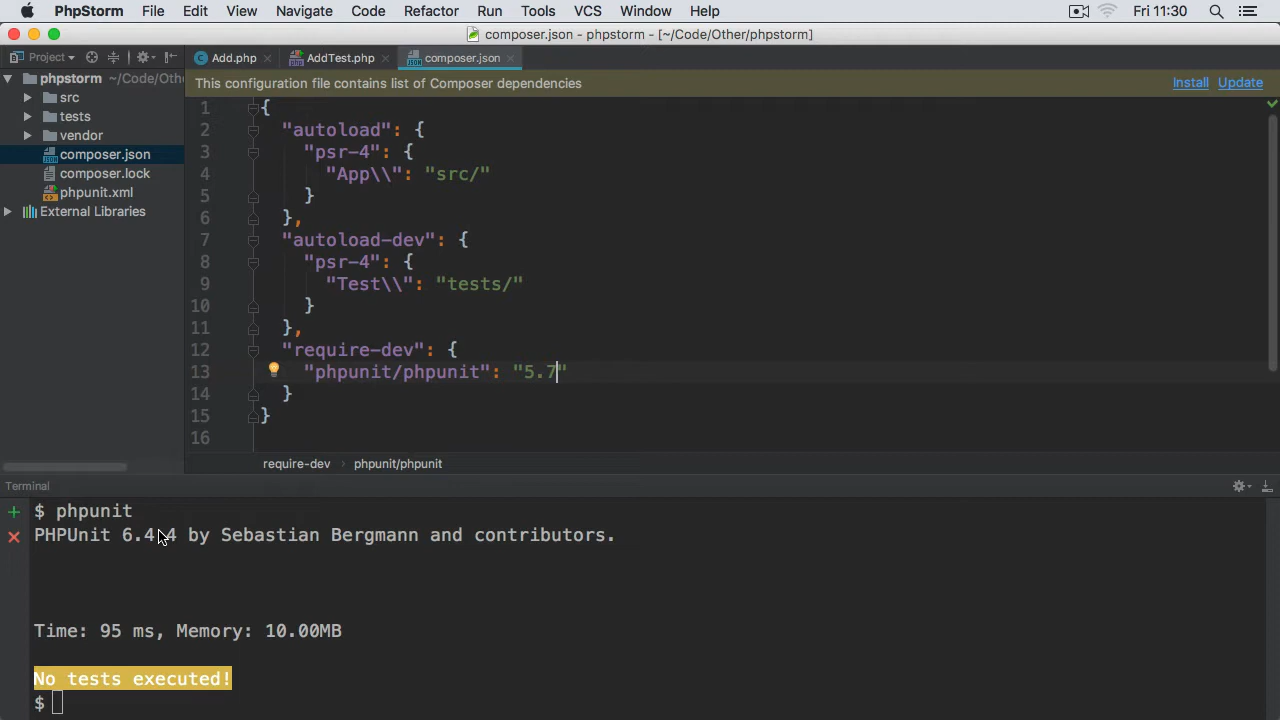 PhpStorm File Edit View Navigate Code Refactor Run Tools VCS Window Help Fri 11:30
composer.json - phpstorm - [~/Code/Other/phpstorm]
Project Add.php AddTest.php composer.json
phpstorm ~/Code/Oth
src
tests
vendor
composer.json
composer.lock
phpunit.xml
External Libraries
This configuration file contains list of Composer dependencies Install Update
1 {
2 "autoload": {
3 "psr-4": {
4 "App\\": "src/"
5 }
6 },
7 "autoload-dev": {
8 "psr-4": {
9 "Test\\": "tests/"
10 }
11 },
12 "require-dev": {
13 "phpunit/phpunit": "5.7"
14 }
15 }
16
require-dev › phpunit/phpunit
Terminal
$ phpunit
PHPUnit 6.4.4 by Sebastian Bergmann and contributors.
Time: 95 ms, Memory: 10.00MB
No tests executed!
$